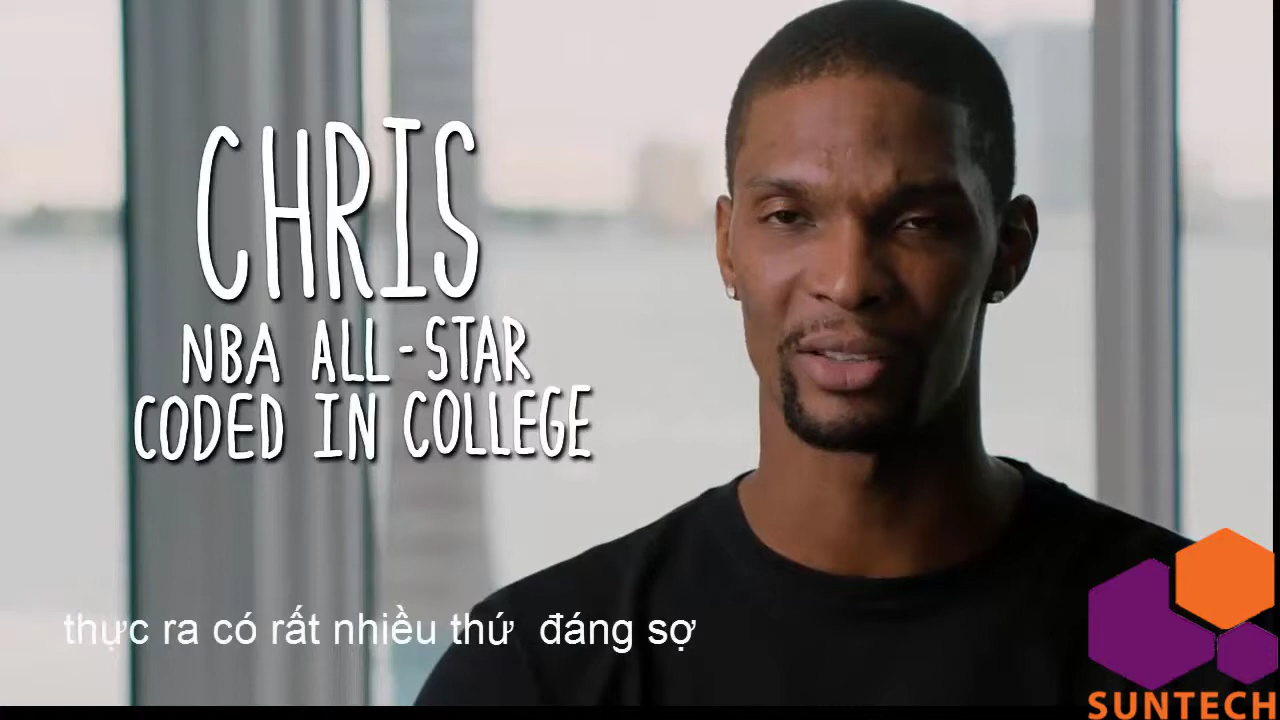 CHRIS
NBA ALL-STAR
CODED IN COLLEGE
thực ra có rất nhiều thứ đáng sợ
SUNTECH